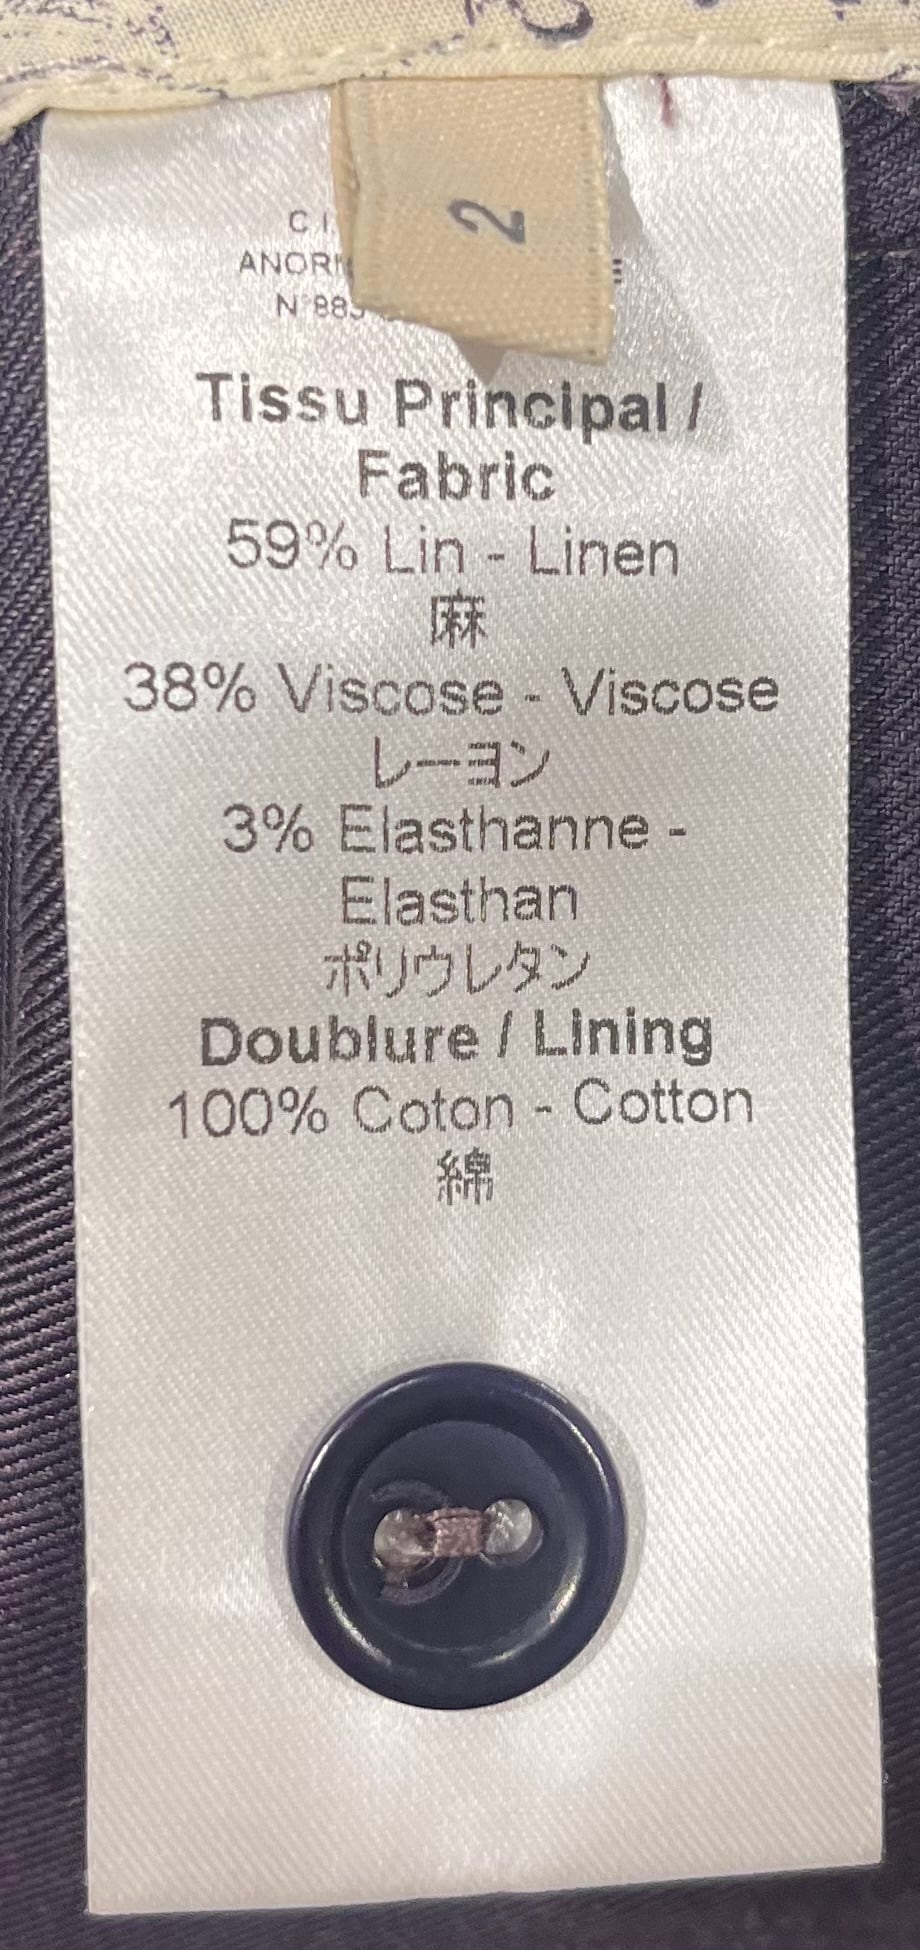 2
C.I.
Tissu Principal /
Fabric
59% Lin - Linen
麻
38% Viscose - Viscose
レーヨン
3% Elasthanne -
Elasthan
ポリウレタン
Doublure / Lining
100% Coton - Cotton
綿